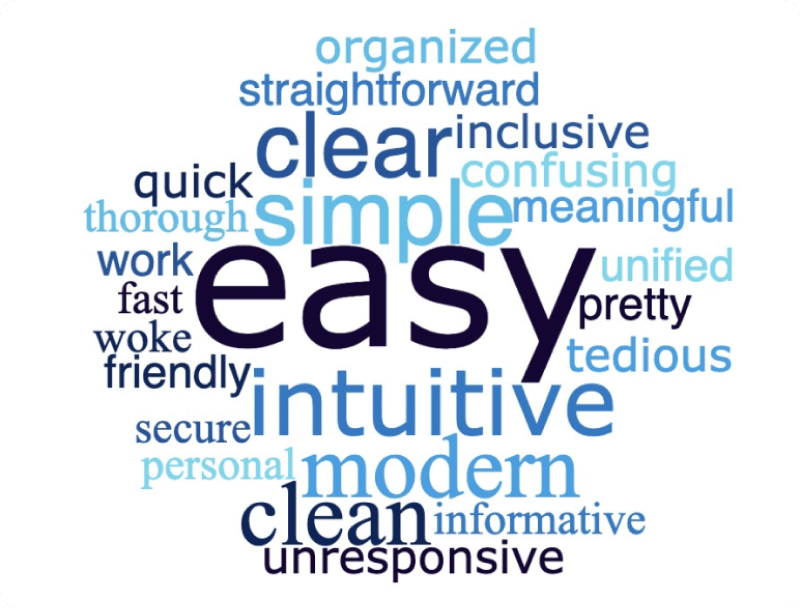 organized
straightforward
clear
inclusive
quick
confusing
thorough
simple
meaningful
work
easy
unified
fast
pretty
woke
tedious
friendly
intuitive
secure
personal
modern
clean
informative
unresponsive